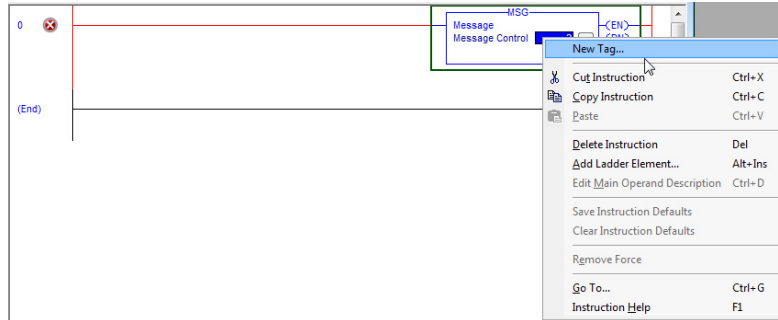 MSG
0
Message
(EN)
Message Control
?
(DN)
New Tag...
Cut Instruction Ctrl+X
Copy Instruction Ctrl+C
(End)
Paste Ctrl+V
Delete Instruction Del
Add Ladder Element... Alt+Ins
Edit Main Operand Description Ctrl+D
Save Instruction Defaults
Clear Instruction Defaults
Remove Force
Go To... Ctrl+G
Instruction Help F1